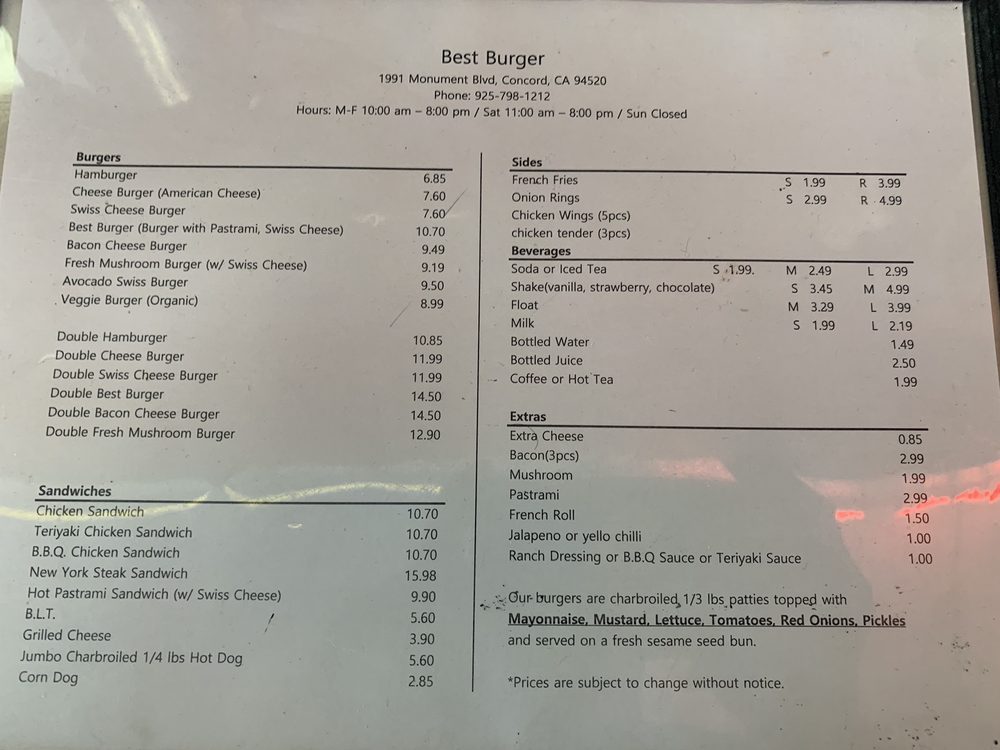 Best Burger
1991 Monument Blvd, Concord, CA 94520
Phone: 925-798-1212
Hours: M-F 10:00 am – 8:00 pm / Sat 11:00 am – 8:00 pm / Sun Closed
Burgers
Hamburger 6.85
Cheese Burger (American Cheese) 7.60
Swiss Cheese Burger 7.60
Best Burger (Burger with Pastrami, Swiss Cheese) 10.70
Bacon Cheese Burger 9.49
Fresh Mushroom Burger (w/ Swiss Cheese) 9.19
Avocado Swiss Burger 9.50
Veggie Burger (Organic) 8.99
Double Hamburger 10.85
Double Cheese Burger 11.99
Double Swiss Cheese Burger 11.99
Double Best Burger 14.50
Double Bacon Cheese Burger 14.50
Double Fresh Mushroom Burger 12.90
Sandwiches
Chicken Sandwich 10.70
Teriyaki Chicken Sandwich 10.70
B.B.Q. Chicken Sandwich 10.70
New York Steak Sandwich 15.98
Hot Pastrami Sandwich (w/ Swiss Cheese) 9.90
B.L.T. 5.60
Grilled Cheese 3.90
Jumbo Charbroiled 1/4 lbs Hot Dog 5.60
Corn Dog 2.85
Sides
French Fries S 1.99 R 3.99
Onion Rings S 2.99 R 4.99
Chicken Wings (5pcs)
chicken tender (3pcs)
Beverages
Soda or Iced Tea S 1.99. M 2.49 L 2.99
Shake(vanilla, strawberry, chocolate) S 3.45 M 4.99
Float M 3.29 L 3.99
Milk S 1.99 L 2.19
Bottled Water 1.49
Bottled Juice 2.50
Coffee or Hot Tea 1.99
Extras
Extra Cheese 0.85
Bacon(3pcs) 2.99
Mushroom 1.99
Pastrami 2.99
French Roll 1.50
Jalapeno or yello chilli 1.00
Ranch Dressing or B.B.Q Sauce or Teriyaki Sauce 1.00
Our burgers are charbroiled 1/3 lbs patties topped with
Mayonnaise, Mustard, Lettuce, Tomatoes, Red Onions, Pickles
and served on a fresh sesame seed bun.
*Prices are subject to change without notice.